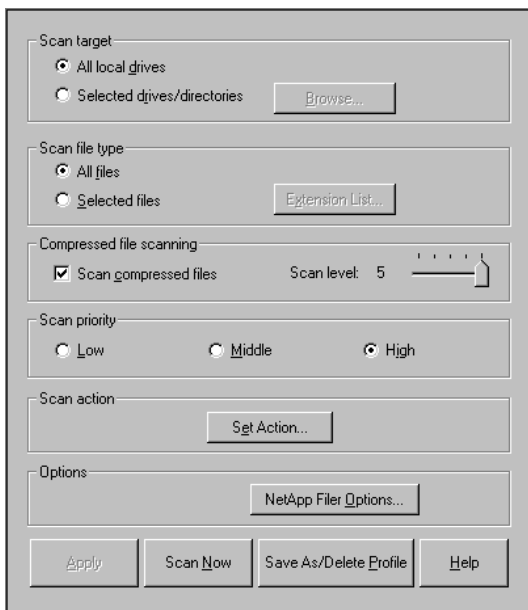 Scan target
All local drives
Selected drives/directories Browse...
Scan file type
All files
Selected files Extension List...
Compressed file scanning
Scan compressed files Scan level: 5
Scan priority
Low Middle High
Scan action
Set Action...
Options
NetApp Filer Options...
Apply Scan Now Save As/Delete Profile Help